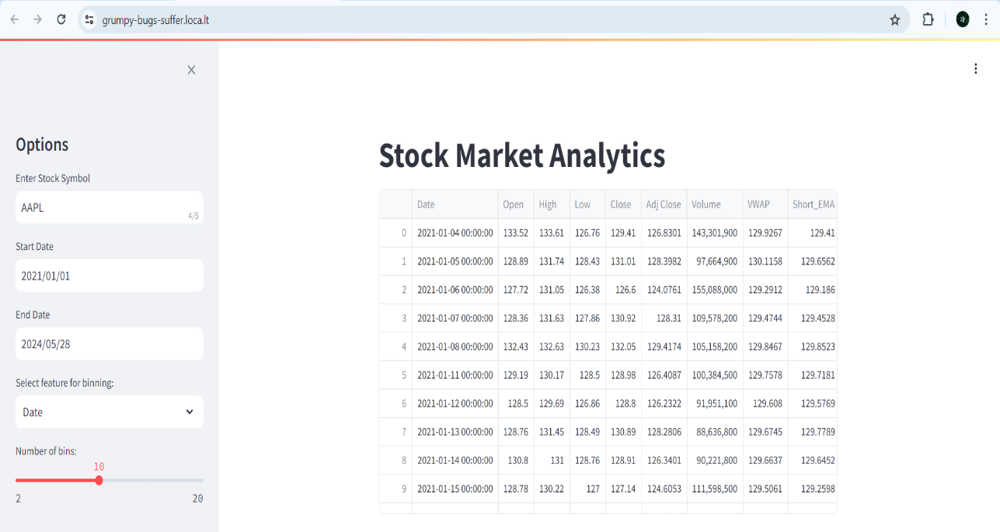 grumpy-bugs-suffer.loca.lt
Options
Enter Stock Symbol
AAPL
4/5
Start Date
2021/01/01
End Date
2024/05/28
Select feature for binning:
Date
Number of bins:
10
2 20
Stock Market Analytics
Date Open High Low Close Adj Close Volume VWAP Short_EMA
0 2021-01-04 00:00:00 133.52 133.61 126.76 129.41 126.8301 143,301,900 129.9267 129.41
1 2021-01-05 00:00:00 128.89 131.74 128.43 131.01 128.3982 97,664,900 130.1158 129.6562
2 2021-01-06 00:00:00 127.72 131.05 126.38 126.6 124.0761 155,088,000 129.2912 129.186
3 2021-01-07 00:00:00 128.36 131.63 127.86 130.92 128.31 109,578,200 129.4744 129.4528
4 2021-01-08 00:00:00 132.43 132.63 130.23 132.05 129.4174 105,158,200 129.8467 129.8523
5 2021-01-11 00:00:00 129.19 130.17 128.5 128.98 126.4087 100,384,500 129.7578 129.7181
6 2021-01-12 00:00:00 128.5 129.69 126.86 128.8 126.2322 91,951,100 129.608 129.5769
7 2021-01-13 00:00:00 128.76 131.45 128.49 130.89 128.2806 88,636,800 129.6745 129.7789
8 2021-01-14 00:00:00 130.8 131 128.76 128.91 126.3401 90,221,800 129.6637 129.6452
9 2021-01-15 00:00:00 128.78 130.22 127 127.14 124.6053 111,598,500 129.5061 129.2598